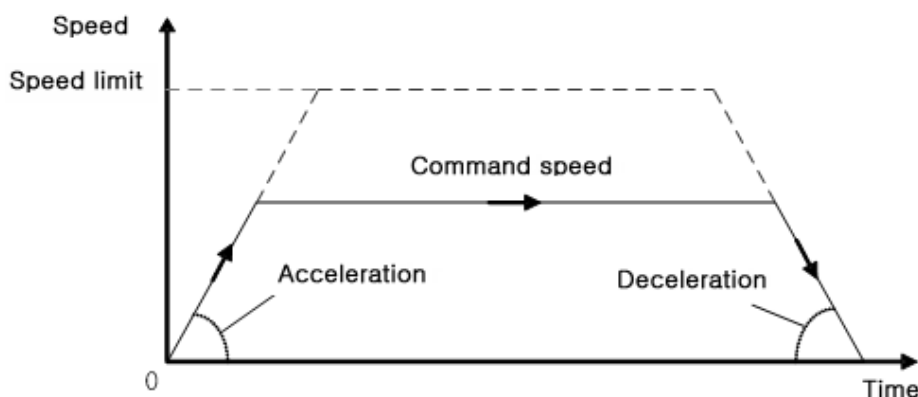 Speed
Speed limit
Command speed
Acceleration
Deceleration
0
Time